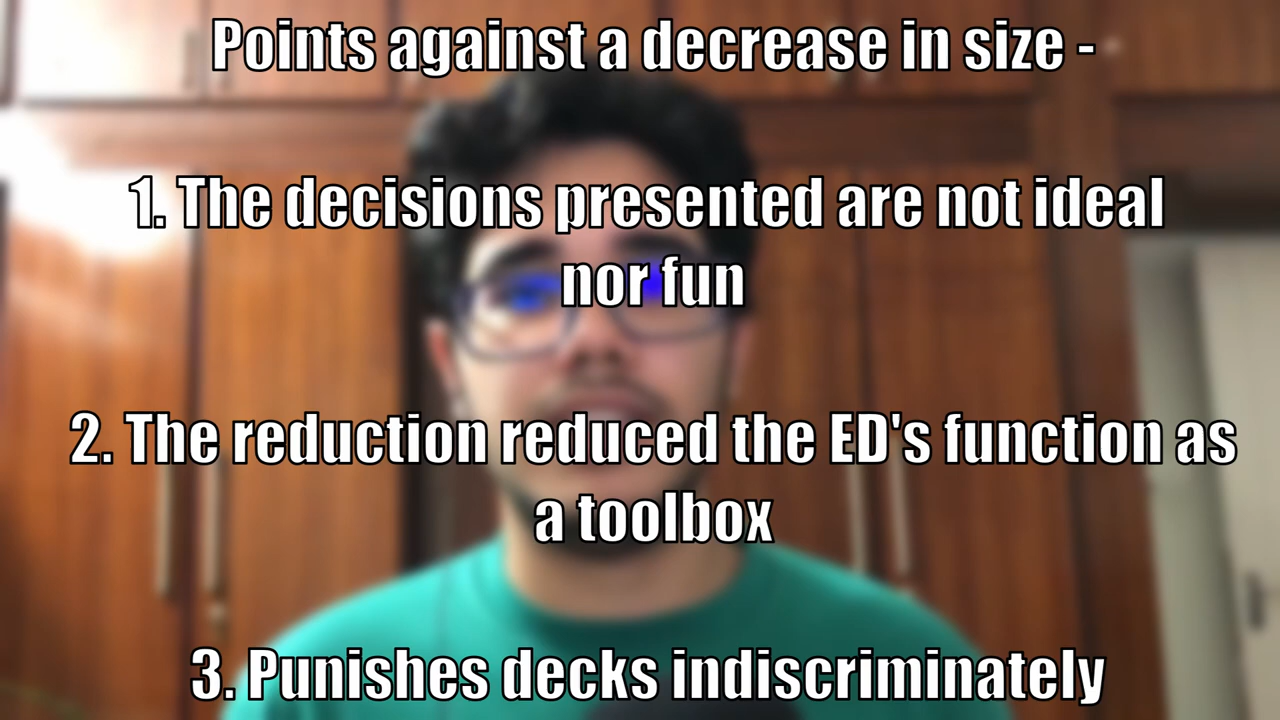 Points against a decrease in size -
1. The decisions presented are not ideal
nor fun
2. The reduction reduced the ED's function as
a toolbox
3. Punishes decks indiscriminately